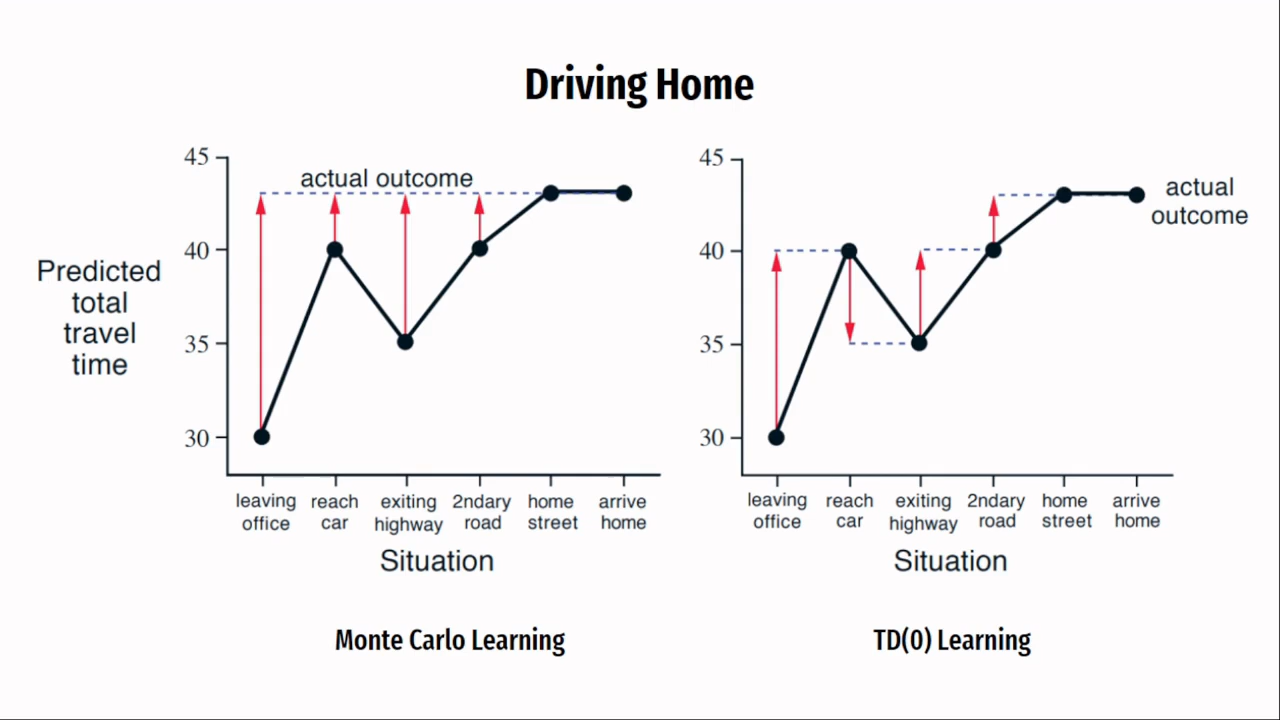 Driving Home
Predicted
total
travel
time
45
40
35
30
actual outcome
leaving
office
reach
car
exiting
highway
2ndary
road
home
street
arrive
home
Situation
Monte Carlo Learning
45
40
35
30
actual
outcome
leaving
office
reach
car
exiting
highway
2ndary
road
home
street
arrive
home
Situation
TD(0) Learning